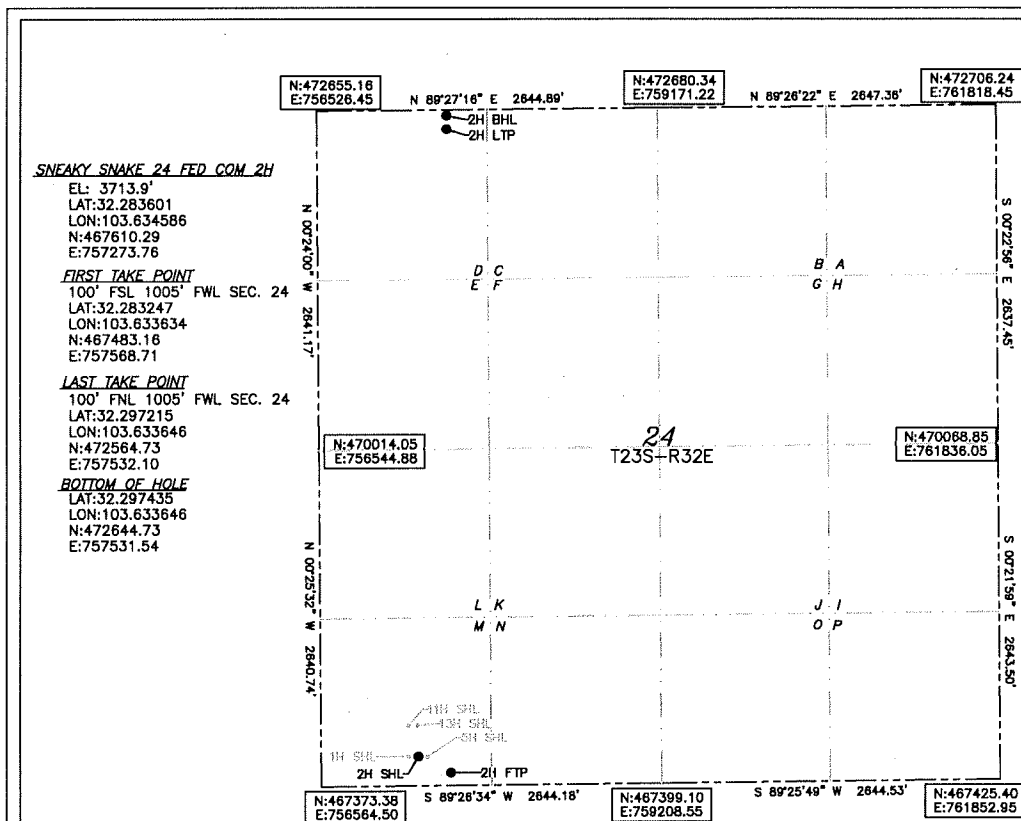 N:472655.16
E:756526.45
N 89°27'16" E 2644.89'
N:472680.34
E:759171.22
N 89°26'22" E 2647.36'
N:472706.24
E:761818.45
2H BHL
2H LTP
SNEAKY SNAKE 24 FED COM 2H
EL: 3713.9'
LAT:32.283601
LON:103.634586
N:467610.29
E:757273.76
FIRST TAKE POINT
100' FSL 1005' FWL SEC. 24
LAT:32.283247
LON:103.633634
N:467483.16
E:757568.71
LAST TAKE POINT
100' FNL 1005' FWL SEC. 24
LAT:32.297215
LON:103.633646
N:472564.73
E:757532.10
BOTTOM OF HOLE
LAT:32.297435
LON:103.633646
N:472644.73
E:757531.54
N 00°24'00" W 2641.17'
D C
E F
B A
G H
S 00°22'56" E 2637.45'
N:470014.05
E:756544.88
24
T23S-R32E
N:470068.85
E:761836.05
N 00°25'32" W 2640.74'
L K
M N
J I
O P
S 00°21'59" E 2643.50'
11H SHL
13H SHL
5H SHL
1H SHL
2H SHL
2H FTP
N:467373.38
E:756564.50
S 89°26'34" W 2644.18'
N:467399.10
E:759208.55
S 89°25'49" W 2644.53'
N:467425.40
E:761852.95